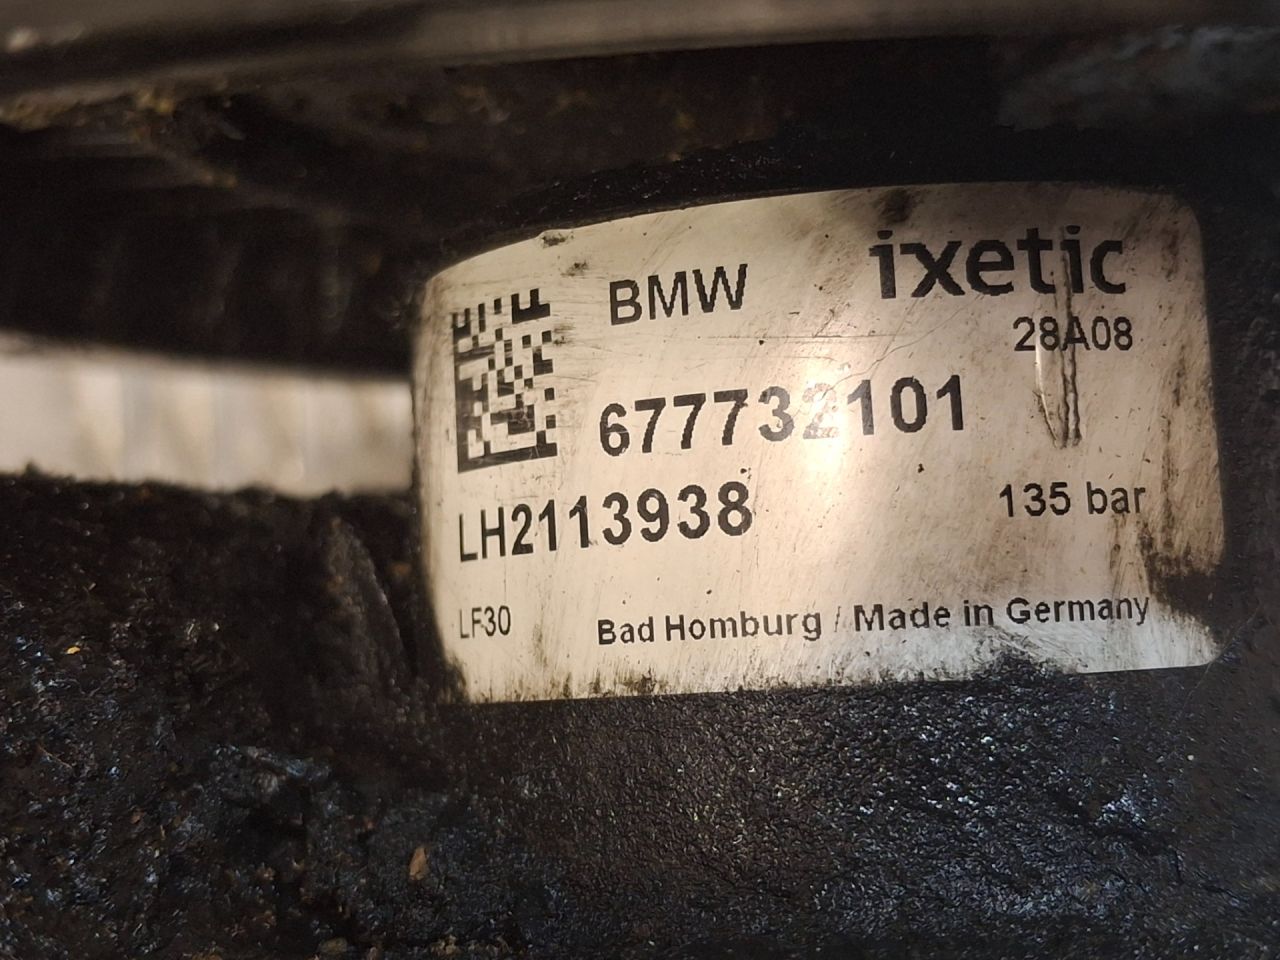 BMW ixetic
28A08
677732101
LH2113938 135 bar
LF30 Bad Homburg / Made in Germany